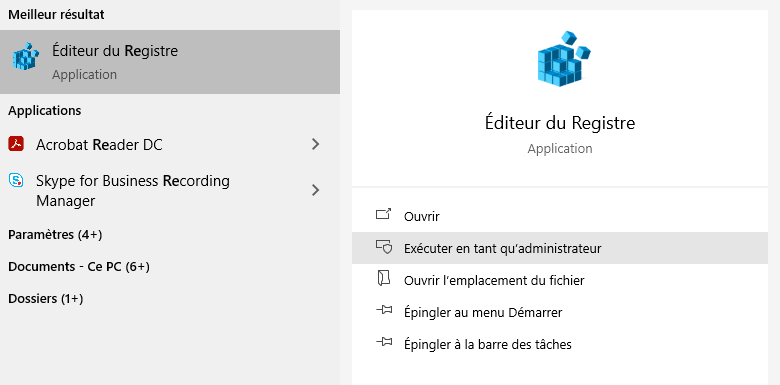 Meilleur résultat
Éditeur du Registre
Application
Applications
Acrobat Reader DC
Skype for Business Recording
Manager
Paramètres (4+)
Documents - Ce PC (6+)
Dossiers (1+)
Éditeur du Registre
Application
Ouvrir
Exécuter en tant qu'administrateur
Ouvrir l'emplacement du fichier
Épingler au menu Démarrer
Épingler à la barre des tâches